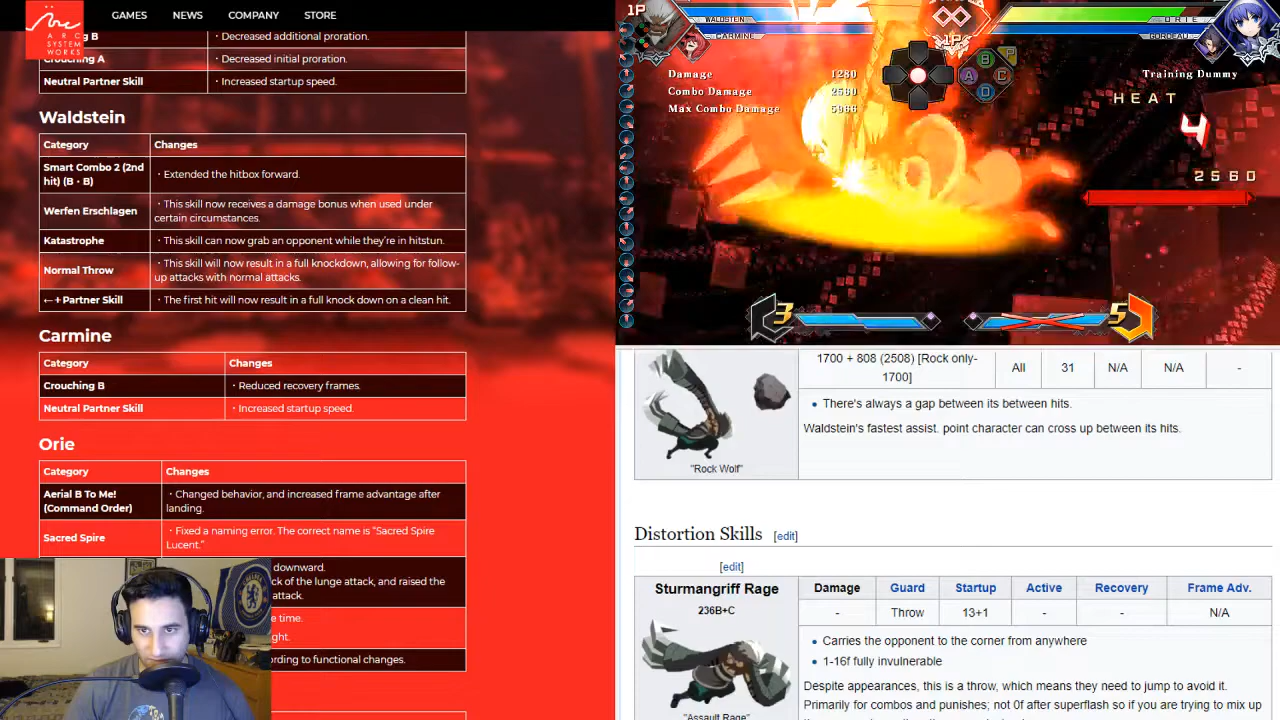 GAMES NEWS COMPANY STORE
ARC
SYSTEM
WORKS
・Decreased additional proration.
Crouching A ・Decreased initial proration.
Neutral Partner Skill ・Increased startup speed.
Waldstein
Category Changes
Smart Combo 2 (2nd
hit) (B・B) ・Extended the hitbox forward.
Werfen Erschlagen ・This skill now receives a damage bonus when used under
certain circumstances.
Katastrophe ・This skill can now grab an opponent while they're in hitstun.
Normal Throw ・This skill will now result in a full knockdown, allowing for follow-
up attacks with normal attacks.
←+Partner Skill ・The first hit will now result in a full knock down on a clean hit.
Carmine
Category Changes
Crouching B ・Reduced recovery frames.
Neutral Partner Skill ・Increased startup speed.
Orie
Category Changes
Aerial B To Me!
(Command Order) ・Changed behavior, and increased frame advantage after
landing.
Sacred Spire ・Fixed a naming error. The correct name is "Sacred Spire
Lucent."
downward.
ck of the lunge attack, and raised the
attack.
e time.
ght.
ording to functional changes.
1P
WALDSTEIN
CARMINE
1P
ORIE
GORDEAU
Damage 1280
Combo Damage 2560
Max Combo Damage 5966
A B C D P
Training Dummy
HEAT
4
2560
3
5
1700 + 808 (2508) [Rock only-
1700] All 31 N/A N/A -
There's always a gap between its between hits.
Waldstein's fastest assist. point character can cross up between its hits.
"Rock Wolf"
Distortion Skills [edit]
[edit]
Sturmangriff Rage
236B+C
Damage Guard Startup Active Recovery Frame Adv.
- Throw 13+1 - - N/A
Carries the opponent to the corner from anywhere
1-16f fully invulnerable
Despite appearances, this is a throw, which means they need to jump to avoid it.
Primarily for combos and punishes; not 0f after superflash so if you are trying to mix up
"Assault Rage"